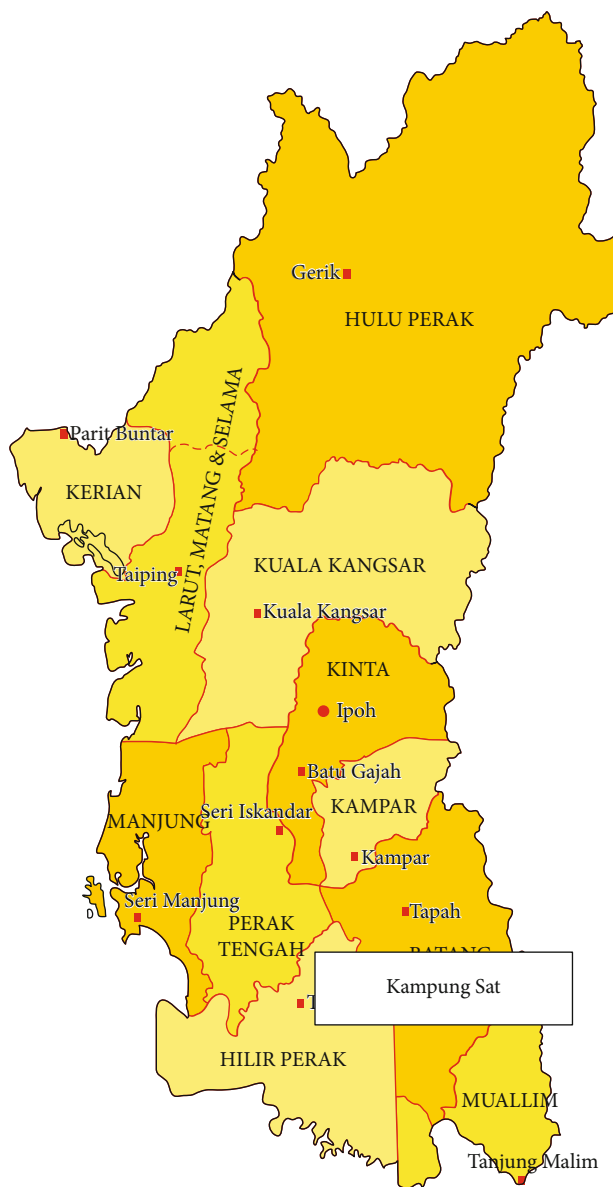 Gerik
HULU PERAK
Parit Buntar
KERIAN
LARUT, MATANG & SELAMA
Taiping
KUALA KANGSAR
Kuala Kangsar
KINTA
Ipoh
Batu Gajah
MANJUNG
Seri Iskandar
KAMPAR
Kampar
Seri Manjung
Tapah
PERAK
TENGAH
Kampung Sat
HILIR PERAK
MUALLIM
Tanjung Malim